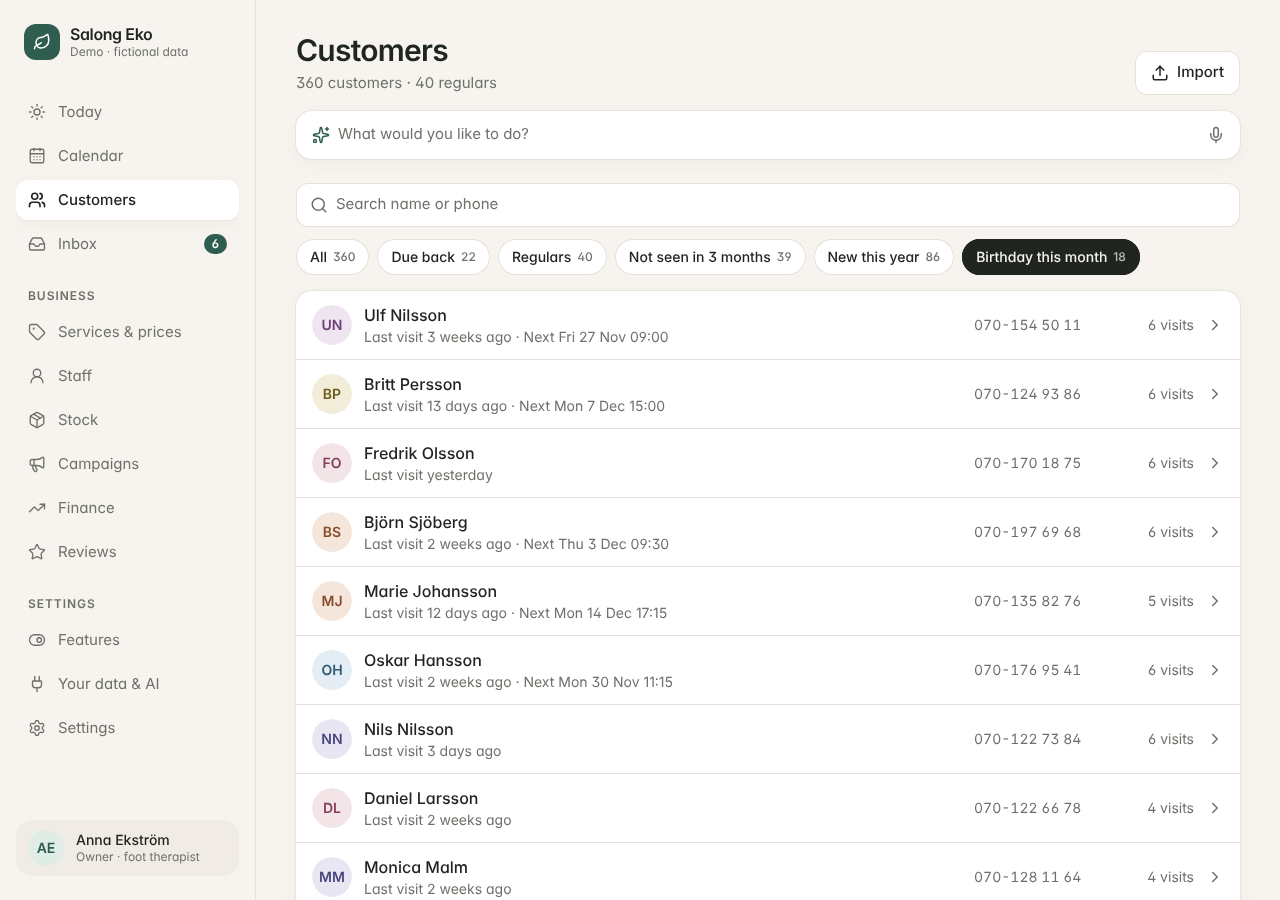 Salong Eko
Demo · fictional data
Today
Calendar
Customers
Inbox 6
BUSINESS
Services & prices
Staff
Stock
Campaigns
Finance
Reviews
SETTINGS
Features
Your data & AI
Settings
AE
Anna Ekström
Owner · foot therapist
Customers
360 customers · 40 regulars
Import
What would you like to do?
Search name or phone
All 360 Due back 22 Regulars 40 Not seen in 3 months 39 New this year 86 Birthday this month 18
UN
Ulf Nilsson
Last visit 3 weeks ago · Next Fri 27 Nov 09:00
070-154 50 11 6 visits
BP
Britt Persson
Last visit 13 days ago · Next Mon 7 Dec 15:00
070-124 93 86 6 visits
FO
Fredrik Olsson
Last visit yesterday
070-170 18 75 6 visits
BS
Björn Sjöberg
Last visit 2 weeks ago · Next Thu 3 Dec 09:30
070-197 69 68 6 visits
MJ
Marie Johansson
Last visit 12 days ago · Next Mon 14 Dec 17:15
070-135 82 76 5 visits
OH
Oskar Hansson
Last visit 2 weeks ago · Next Mon 30 Nov 11:15
070-176 95 41 6 visits
NN
Nils Nilsson
Last visit 3 days ago
070-122 73 84 6 visits
DL
Daniel Larsson
Last visit 2 weeks ago
070-122 66 78 4 visits
MM
Monica Malm
Last visit 2 weeks ago
070-128 11 64 4 visits